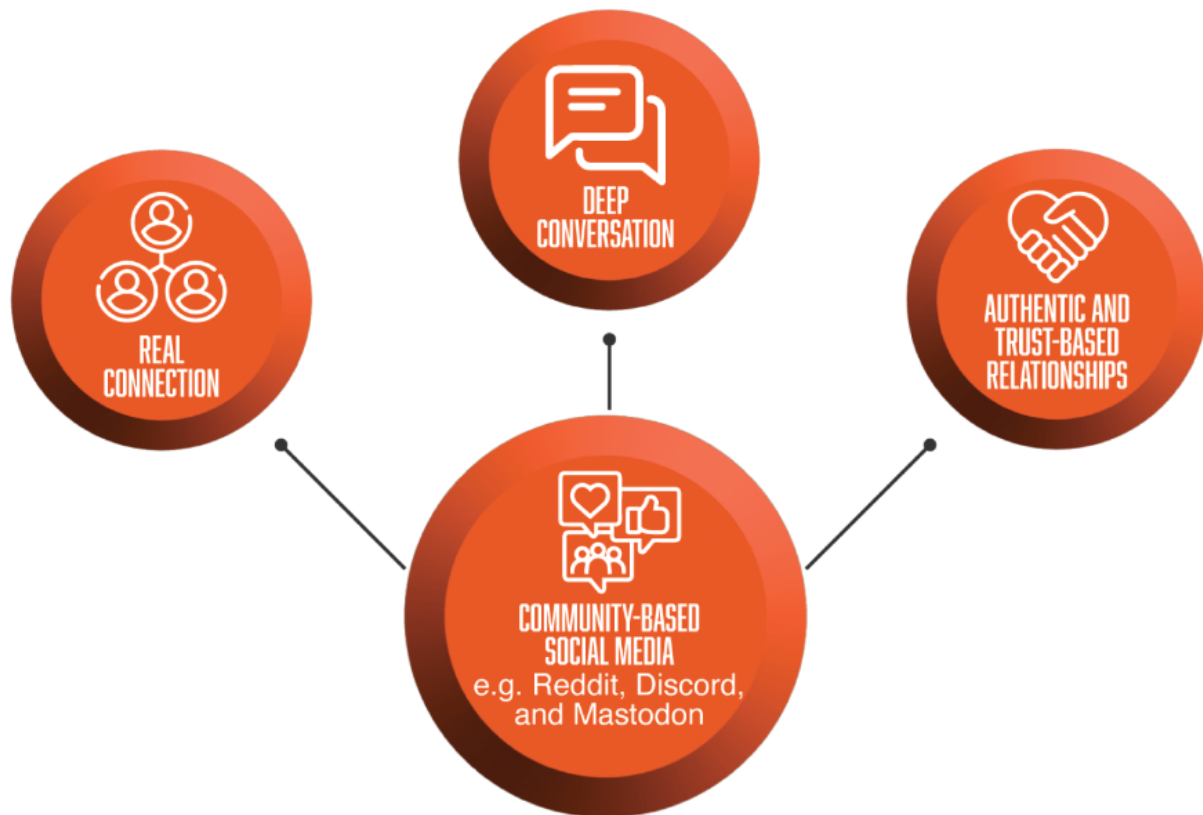 DEEP
CONVERSATION
REAL
CONNECTION
AUTHENTIC AND
TRUST-BASED
RELATIONSHIPS
COMMUNITY-BASED
SOCIAL MEDIA
e.g. Reddit, Discord,
and Mastodon